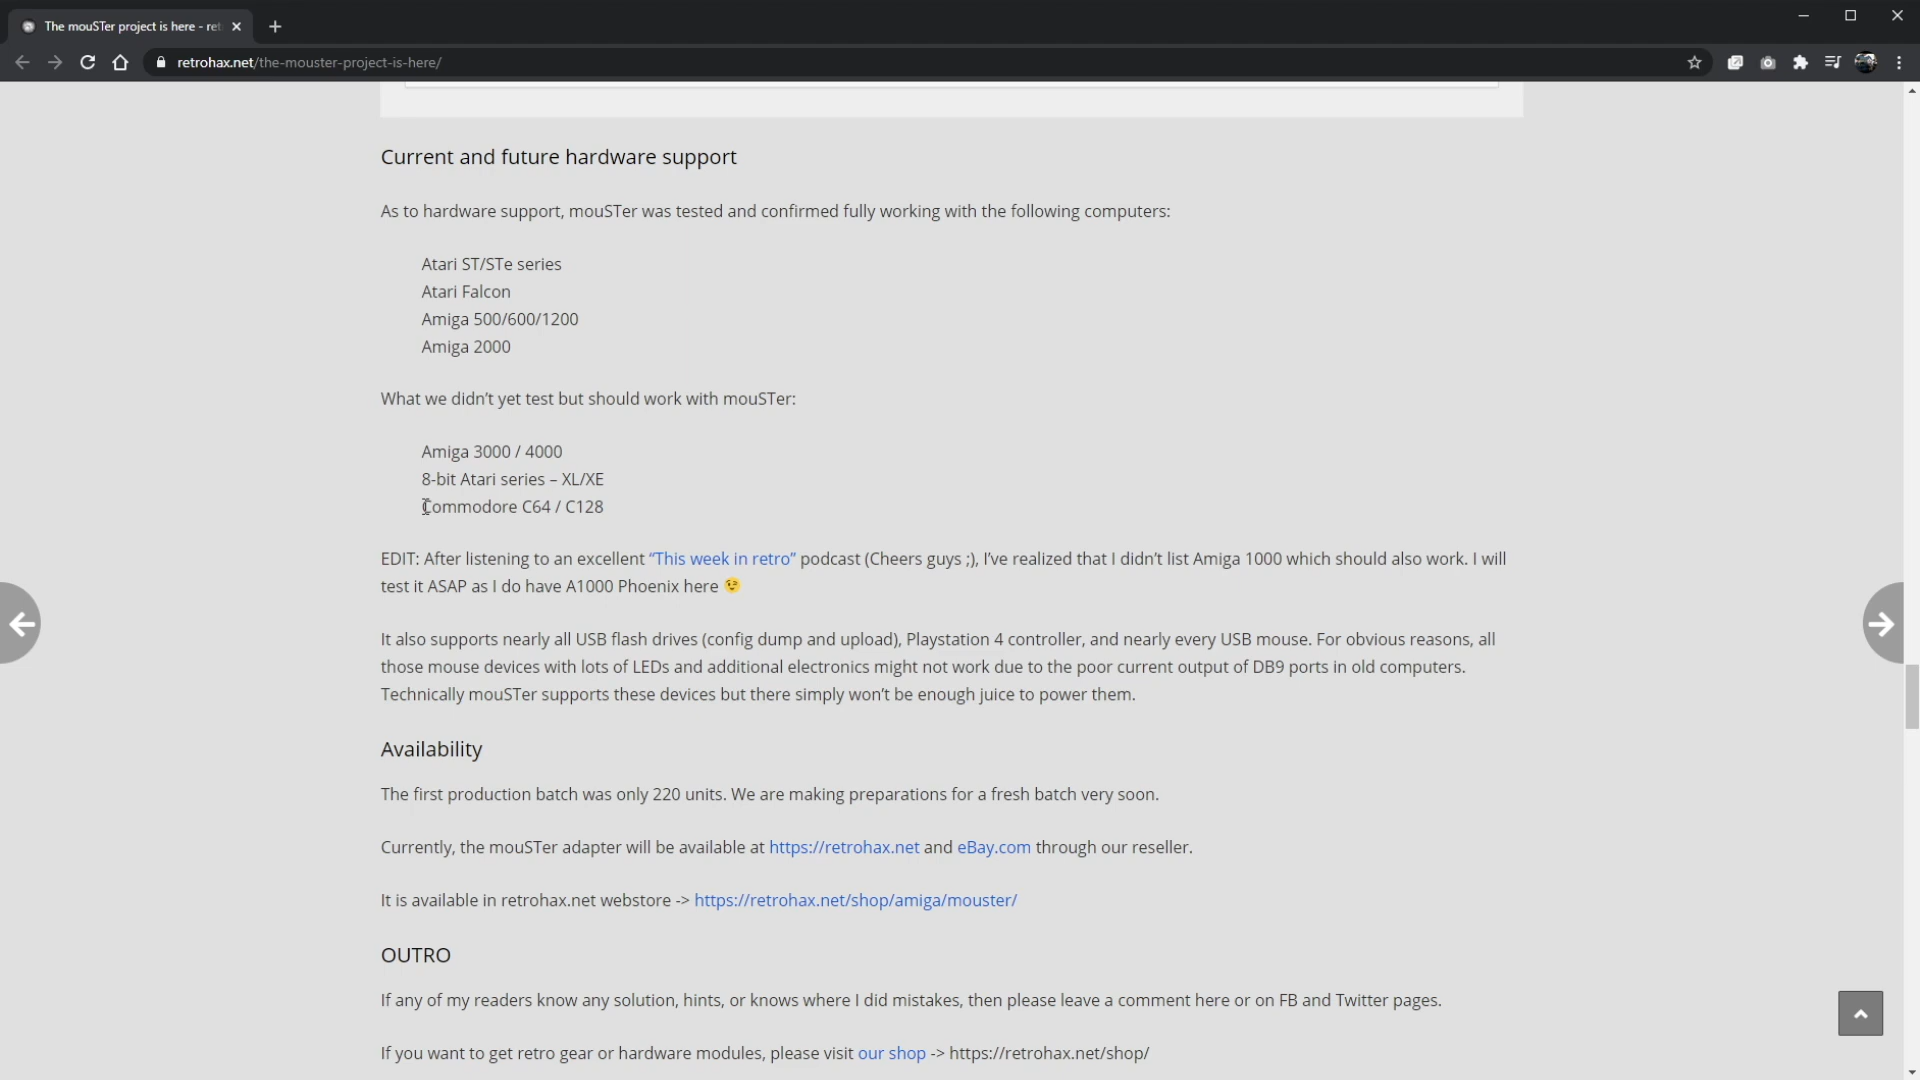 The mouSTer project is here - ret
retrohax.net/the-mouster-project-is-here/
Current and future hardware support
As to hardware support, mouSTer was tested and confirmed fully working with the following computers:
Atari ST/STe series
Atari Falcon
Amiga 500/600/1200
Amiga 2000
What we didn't yet test but should work with mouSTer:
Amiga 3000 / 4000
8-bit Atari series – XL/XE
Commodore C64 / C128
EDIT: After listening to an excellent “This week in retro” podcast (Cheers guys ;), I've realized that I didn't list Amiga 1000 which should also work. I will
test it ASAP as I do have A1000 Phoenix here 😉
It also supports nearly all USB flash drives (config dump and upload), Playstation 4 controller, and nearly every USB mouse. For obvious reasons, all
those mouse devices with lots of LEDs and additional electronics might not work due to the poor current output of DB9 ports in old computers.
Technically mouSTer supports these devices but there simply won't be enough juice to power them.
Availability
The first production batch was only 220 units. We are making preparations for a fresh batch very soon.
Currently, the mouSTer adapter will be available at https://retrohax.net and eBay.com through our reseller.
It is available in retrohax.net webstore -> https://retrohax.net/shop/amiga/mouster/
OUTRO
If any of my readers know any solution, hints, or knows where I did mistakes, then please leave a comment here or on FB and Twitter pages.
If you want to get retro gear or hardware modules, please visit our shop -> https://retrohax.net/shop/